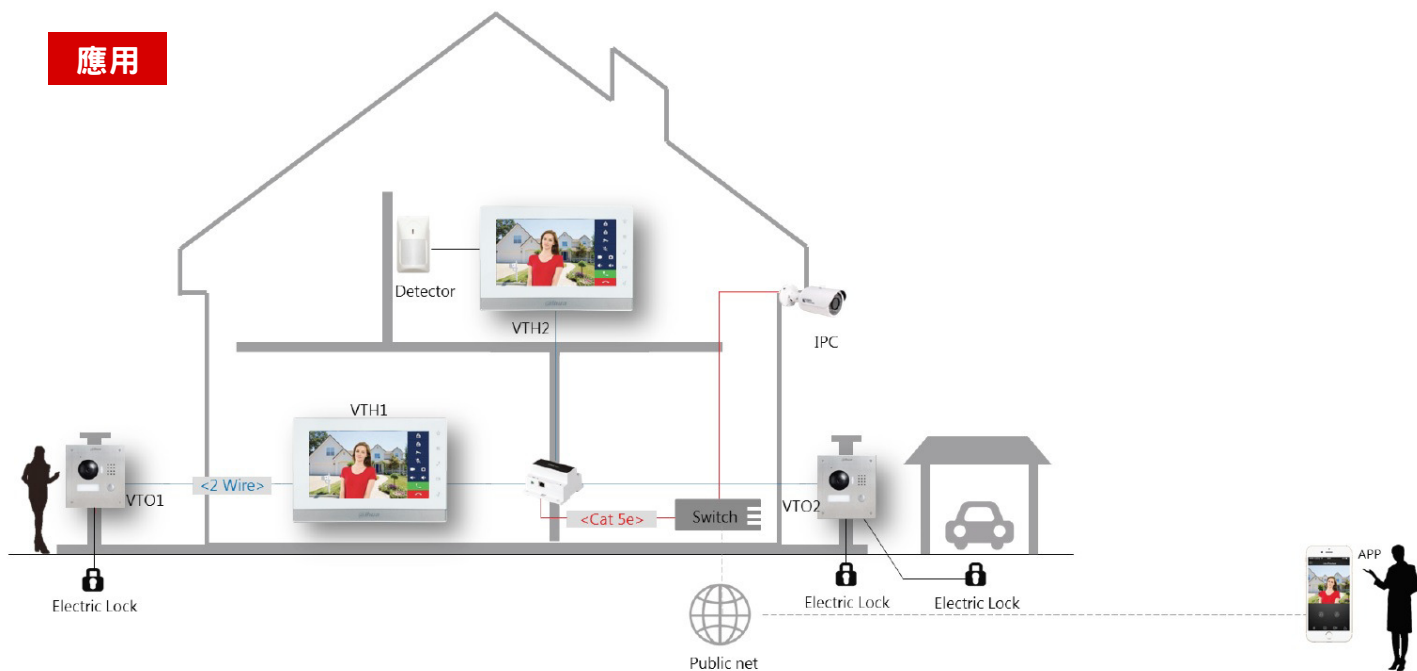 應用
Detector
VTH2
IPC
VTH1
VTO1
<2 Wire>
<Cat 5e>
Switch
VTO2
APP
Electric Lock
Electric Lock
Electric Lock
Public net